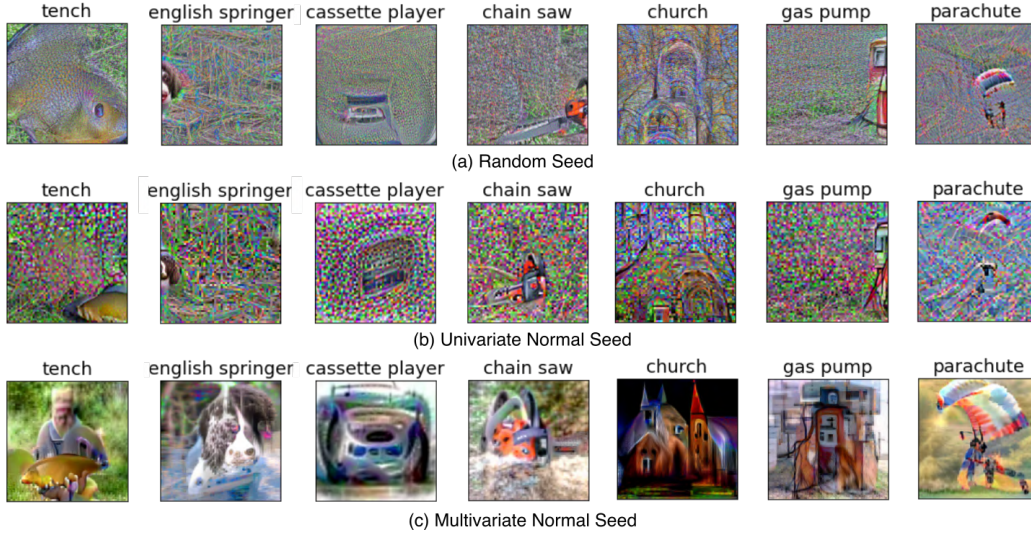 tench english springer cassette player chain saw church gas pump parachute
(a) Random Seed
tench english springer cassette player chain saw church gas pump parachute
(b) Univariate Normal Seed
tench english springer cassette player chain saw church gas pump parachute
(c) Multivariate Normal Seed